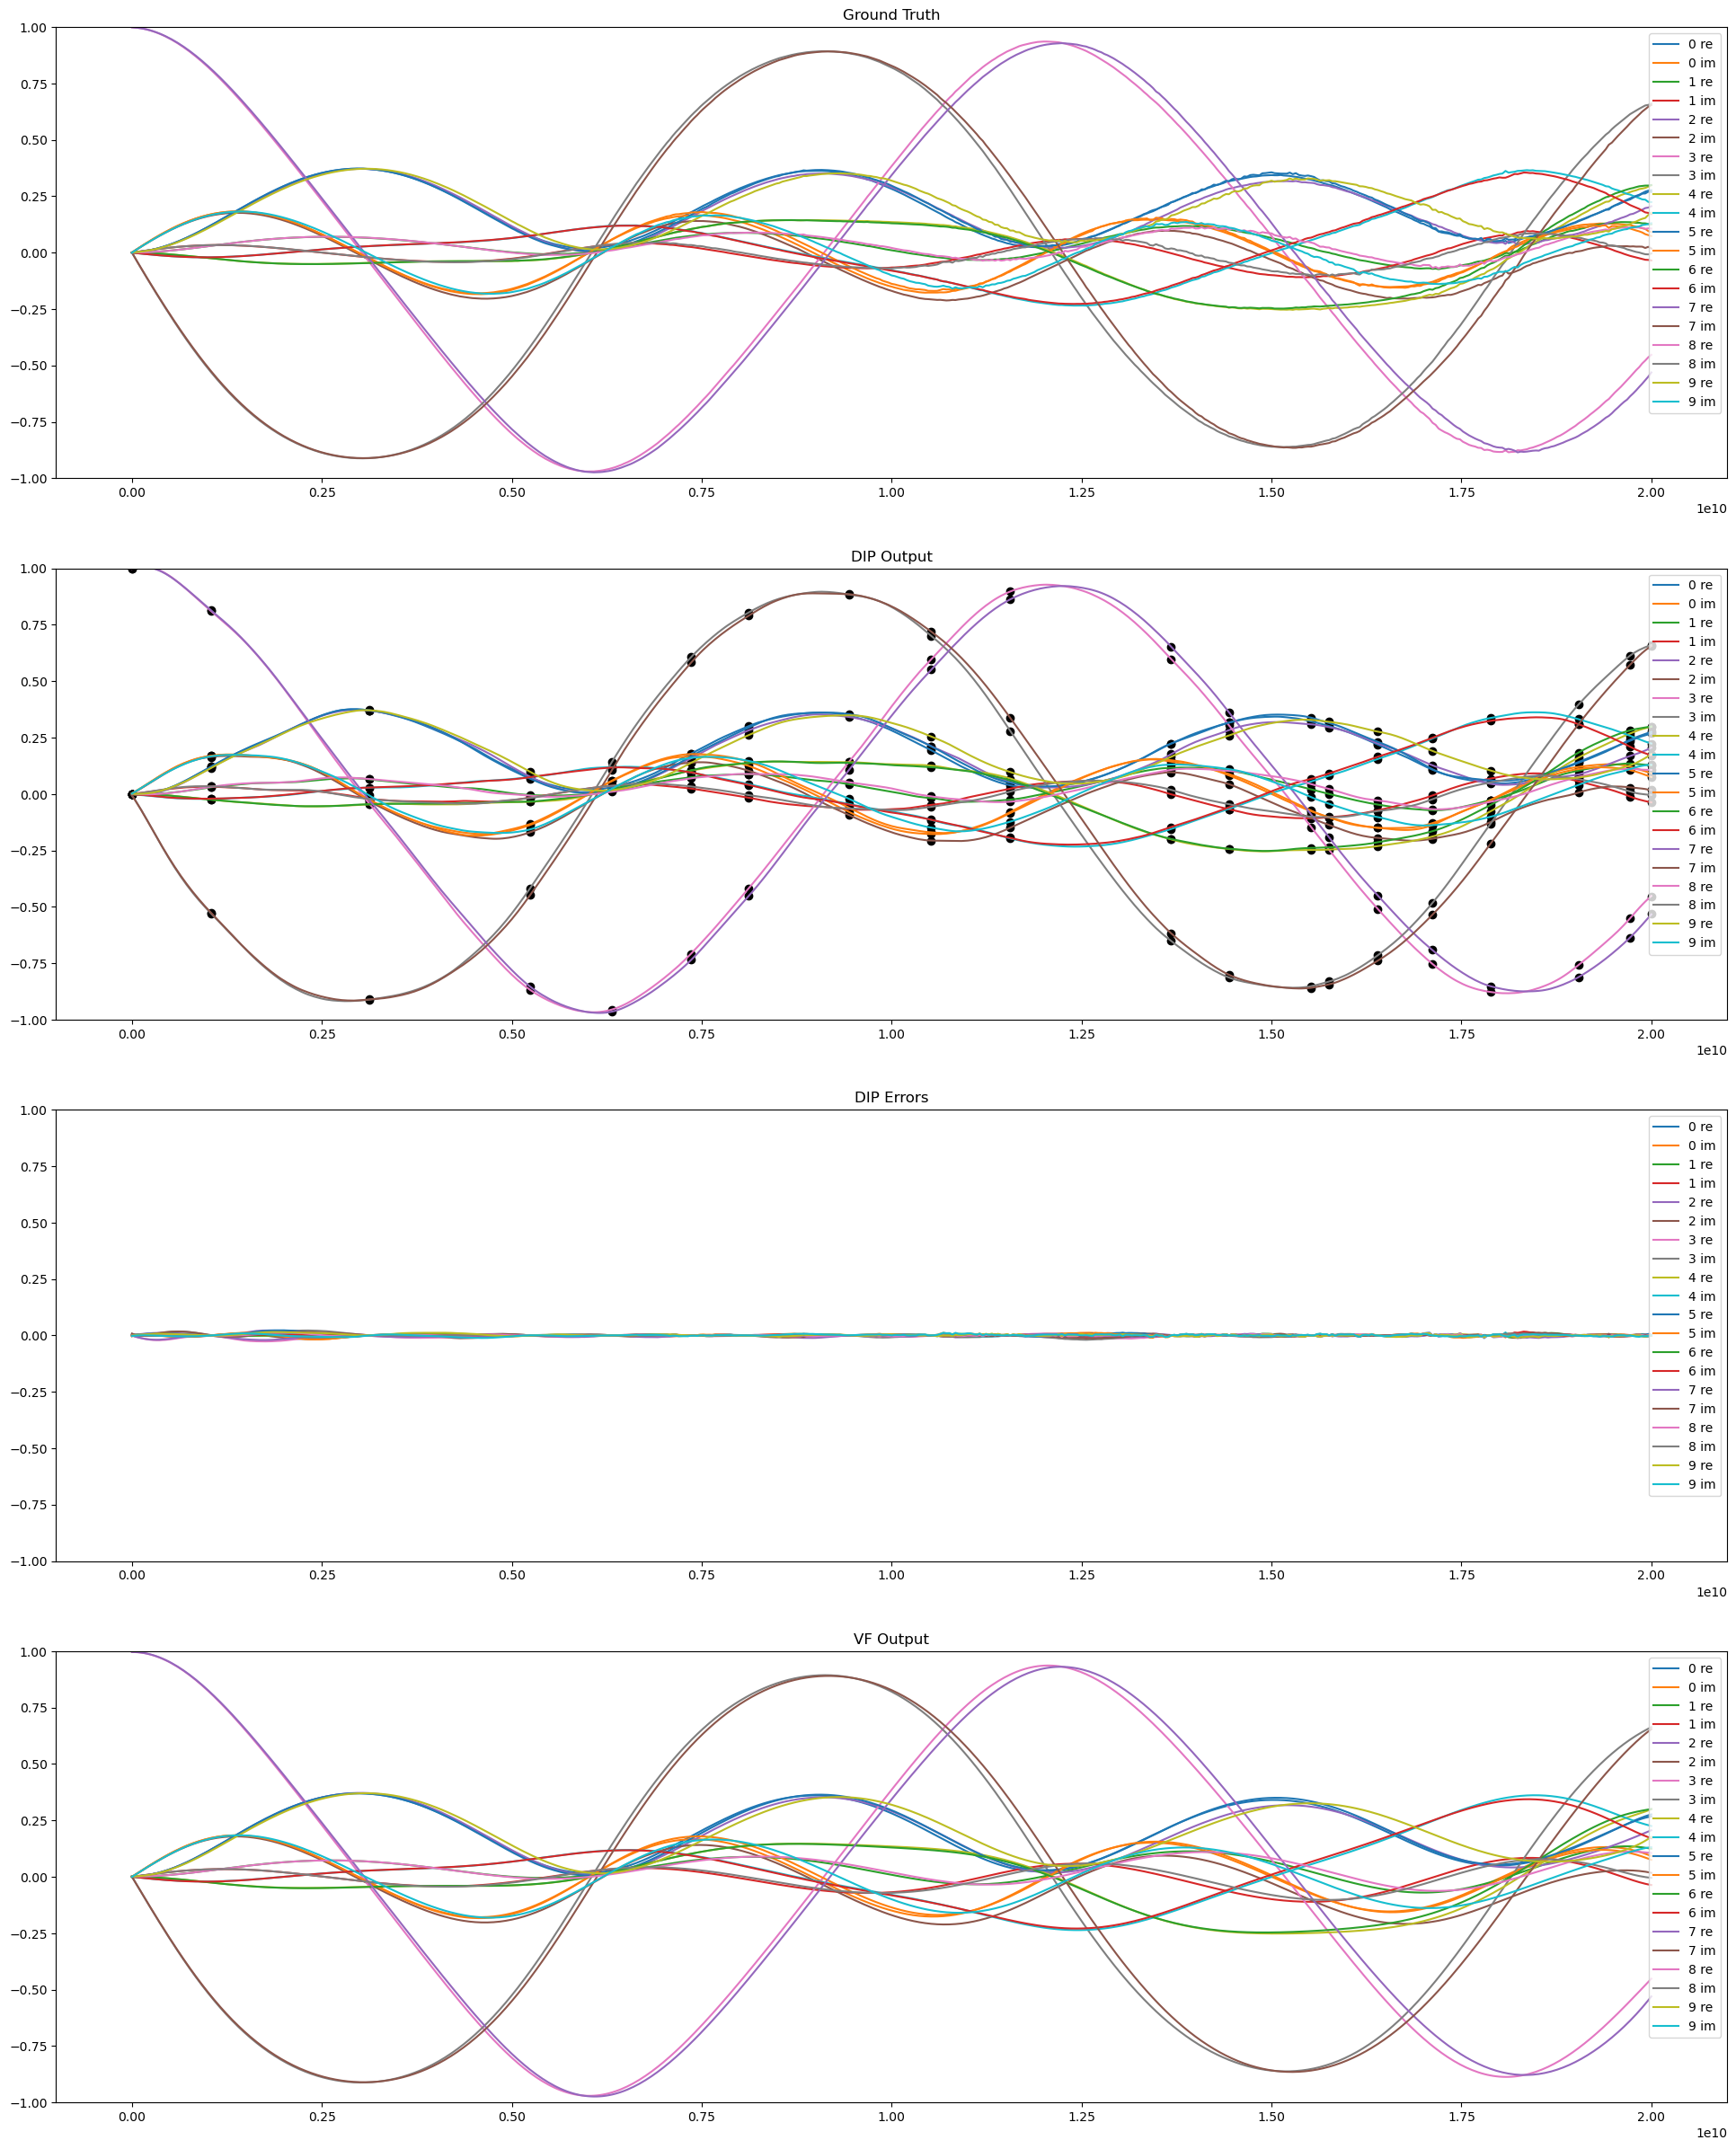 Ground Truth
1.00
0.75
0.50
0.25
0.00
−0.25
−0.50
−0.75
−1.00
0 re
0 im
1 re
1 im
2 re
2 im
3 re
3 im
4 re
4 im
5 re
5 im
6 re
6 im
7 re
7 im
8 re
8 im
9 re
9 im
0.00 0.25 0.50 0.75 1.00 1.25 1.50 1.75 2.00
1e10
DIP Output
1.00
0.75
0.50
0.25
0.00
−0.25
−0.50
−0.75
−1.00
0 re
0 im
1 re
1 im
2 re
2 im
3 re
3 im
4 re
4 im
5 re
5 im
6 re
6 im
7 re
7 im
8 re
8 im
9 re
9 im
0.00 0.25 0.50 0.75 1.00 1.25 1.50 1.75 2.00
1e10
DIP Errors
1.00
0.75
0.50
0.25
0.00
−0.25
−0.50
−0.75
−1.00
0 re
0 im
1 re
1 im
2 re
2 im
3 re
3 im
4 re
4 im
5 re
5 im
6 re
6 im
7 re
7 im
8 re
8 im
9 re
9 im
0.00 0.25 0.50 0.75 1.00 1.25 1.50 1.75 2.00
1e10
VF Output
1.00
0.75
0.50
0.25
0.00
−0.25
−0.50
−0.75
−1.00
0 re
0 im
1 re
1 im
2 re
2 im
3 re
3 im
4 re
4 im
5 re
5 im
6 re
6 im
7 re
7 im
8 re
8 im
9 re
9 im
0.00 0.25 0.50 0.75 1.00 1.25 1.50 1.75 2.00
1e10